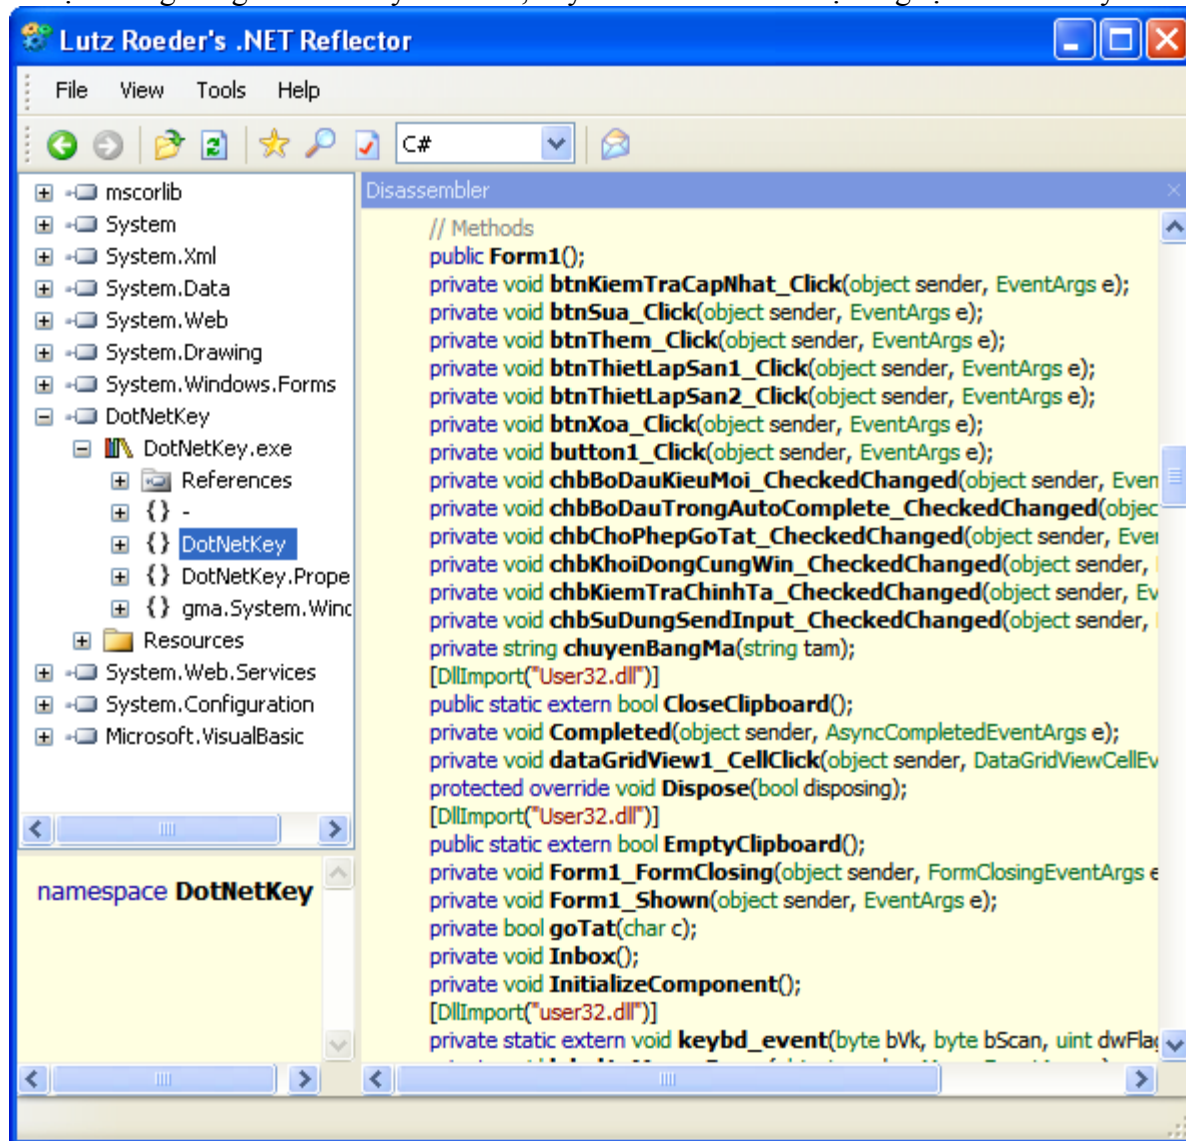 Lutz Roeder's .NET Reflector
File View Tools Help
C#
mscorlib
System
System.Xml
System.Data
System.Web
System.Drawing
System.Windows.Forms
DotNetKey
DotNetKey.exe
References
{} -
{} DotNetKey
{} DotNetKey.Prope
{} gma.System.Winc
Resources
System.Web.Services
System.Configuration
Microsoft.VisualBasic
namespace DotNetKey
Disassembler
// Methods
public Form1();
private void btnKiemTraCapNhat_Click(object sender, EventArgs e);
private void btnSua_Click(object sender, EventArgs e);
private void btnThem_Click(object sender, EventArgs e);
private void btnThietLapSan1_Click(object sender, EventArgs e);
private void btnThietLapSan2_Click(object sender, EventArgs e);
private void btnXoa_Click(object sender, EventArgs e);
private void button1_Click(object sender, EventArgs e);
private void chbBoDauKieuMoi_CheckedChanged(object sender, Even
private void chbBoDauTrongAutoComplete_CheckedChanged(objec
private void chbChoPhepGoTat_CheckedChanged(object sender, Ever
private void chbKhoiDongCungWin_CheckedChanged(object sender,
private void chbKiemTraChinhTa_CheckedChanged(object sender, Ev
private void chbSuDungSendInput_CheckedChanged(object sender,
private string chuyenBangMa(string tam);
[DllImport("User32.dll")]
public static extern bool CloseClipboard();
private void Completed(object sender, AsyncCompletedEventArgs e);
private void dataGridView1_CellClick(object sender, DataGridViewCellEv
protected override void Dispose(bool disposing);
[DllImport("User32.dll")]
public static extern bool EmptyClipboard();
private void Form1_FormClosing(object sender, FormClosingEventArgs e
private void Form1_Shown(object sender, EventArgs e);
private bool goTat(char c);
private void Inbox();
private void InitializeComponent();
[DllImport("user32.dll")]
private static extern void keybd_event(byte bVk, byte bScan, uint dwFlag